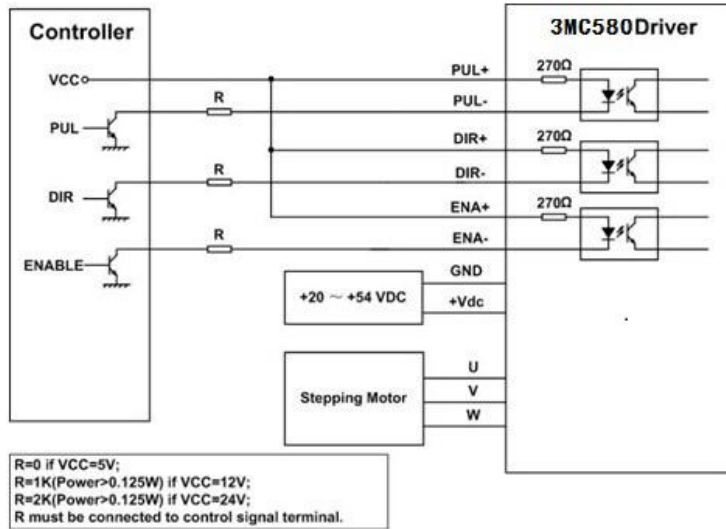 Controller
3MC580Driver
VCC
PUL+
270Ω
R
PUL-
PUL
DIR+
270Ω
R
DIR-
DIR
ENA+
270Ω
R
ENA-
ENABLE
GND
+20 ~ +54 VDC
+Vdc
U
Stepping Motor
V
W
R=0 if VCC=5V;
R=1K(Power>0.125W) if VCC=12V;
R=2K(Power>0.125W) if VCC=24V;
R must be connected to control signal terminal.